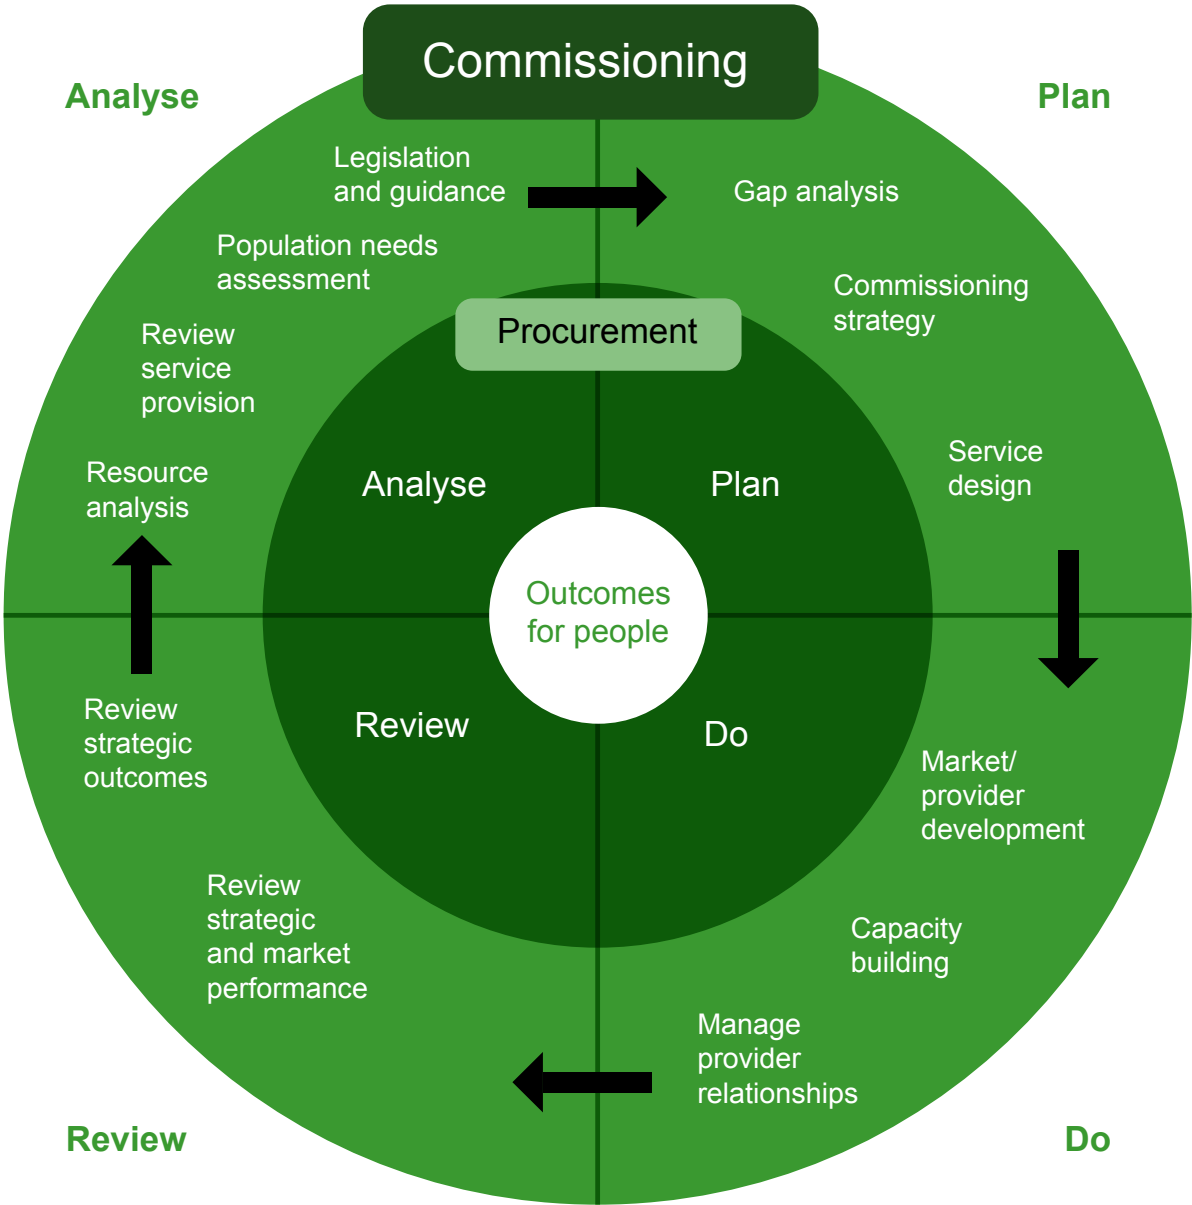 Commissioning
Analyse
Plan
Legislation
and guidance
Gap analysis
Population needs
assessment
Commissioning
strategy
Review
service
provision
Procurement
Resource
analysis
Analyse
Plan
Service
design
Outcomes
for people
Review
strategic
outcomes
Review
Do
Market/
provider
development
Review
strategic
and market
performance
Capacity
building
Manage
provider
relationships
Review
Do